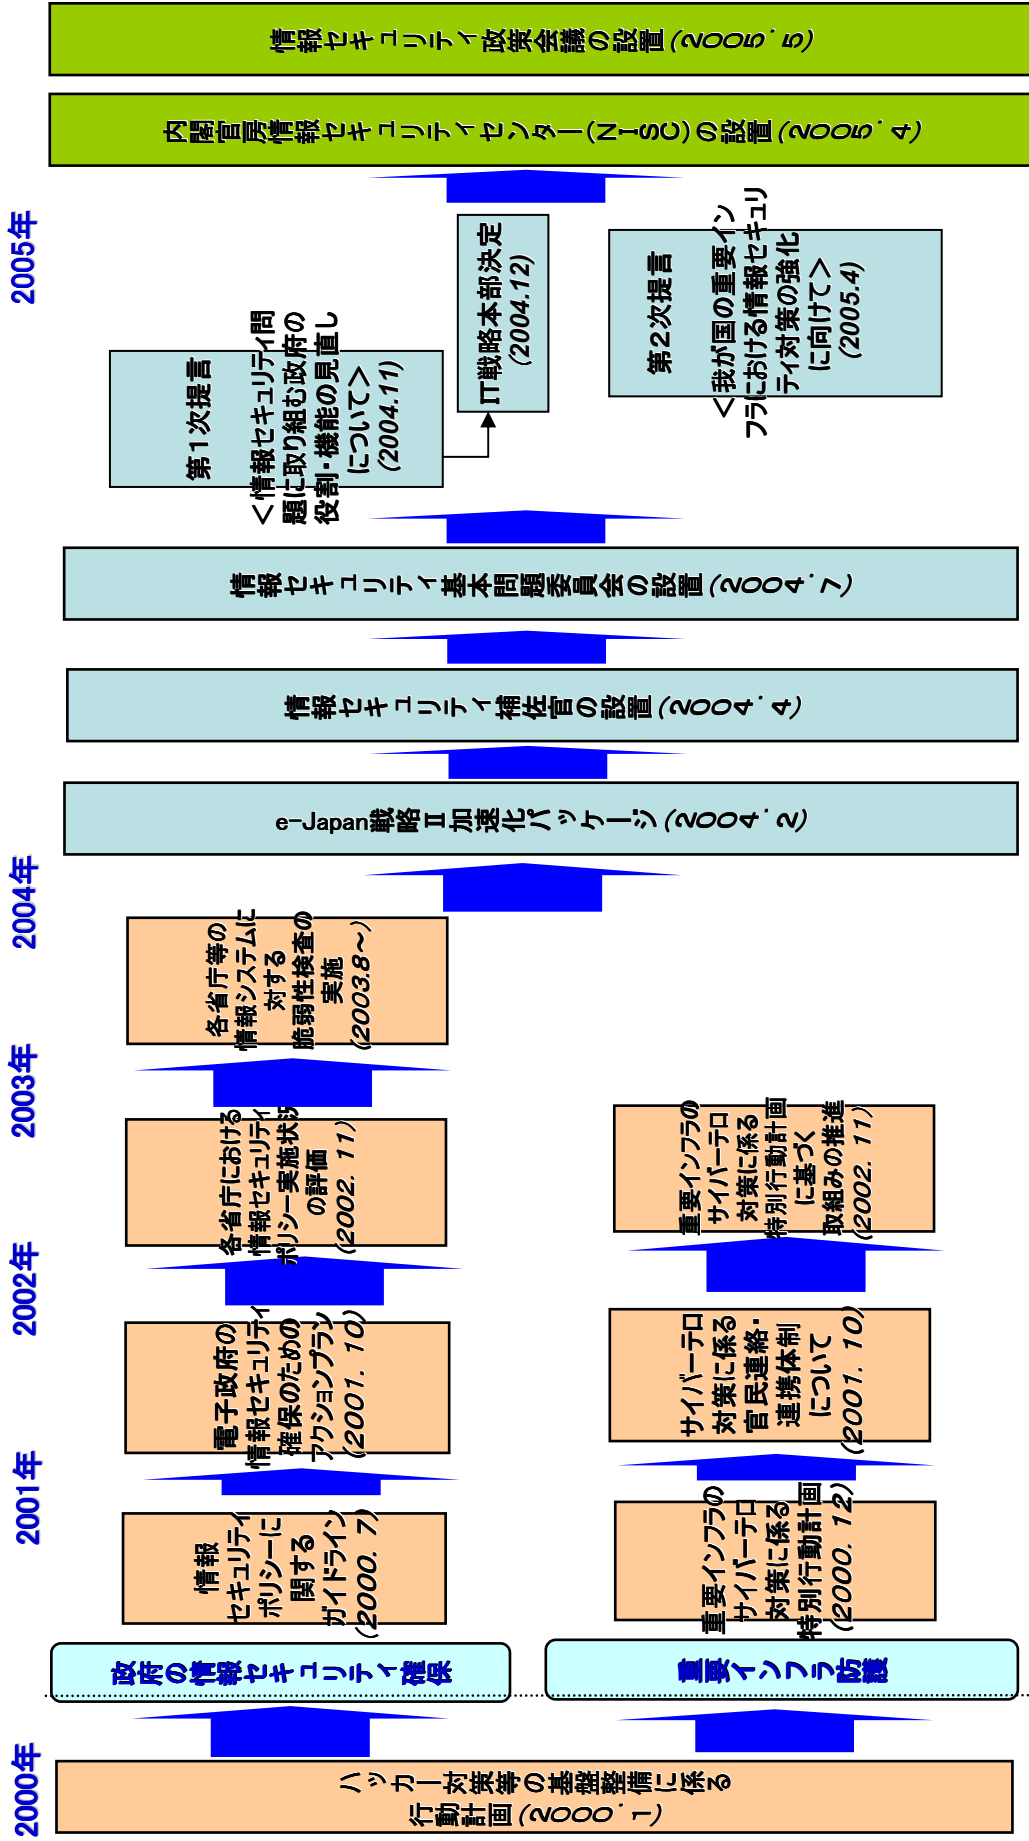 2000年
2001年
2002年
2003年
2004年
2005年
ハッカー対策等の基盤整備に係る
行動計画(2000.1)
政府の情報セキュリティ確保
情報
セキュリティ
ポリシーに
関する
ガイドライン
(2000. 7)
電子政府の
情報セキュリティ
確保のための
アクションプラン
(2001. 10)
各省庁における
情報セキュリティ
ポリシー実施状況
の評価
(2002. 11)
各省庁等の
情報システムに
対する
脆弱性検査の
実施
(2003.8~)
重要インフラ防護
重要インフラの
サイバーテロ
対策に係る
特別行動計画
(2000. 12)
サイバーテロ
対策に係る
官民連絡・
連携体制
について
(2001. 10)
重要インフラの
サイバーテロ
対策に係る
特別行動計画
に基づく
取組みの推進
(2002. 11)
e-Japan戦略Ⅱ加速化パッケージ(2004.2)
情報セキュリティ補佐官の設置(2004.4)
情報セキュリティ基本問題委員会の設置(2004.7)
第1次提言
<情報セキュリティ問
題に取り組む政府の
役割・機能の見直し
について>
(2004.11)
IT戦略本部決定
(2004.12)
第2次提言
<我が国の重要イン
フラにおける情報セキュリ
ティ対策の強化
に向けて>
(2005.4)
内閣官房情報セキュリティセンター(NISC)の設置(2005.4)
情報セキュリティ政策会議の設置(2005.5)